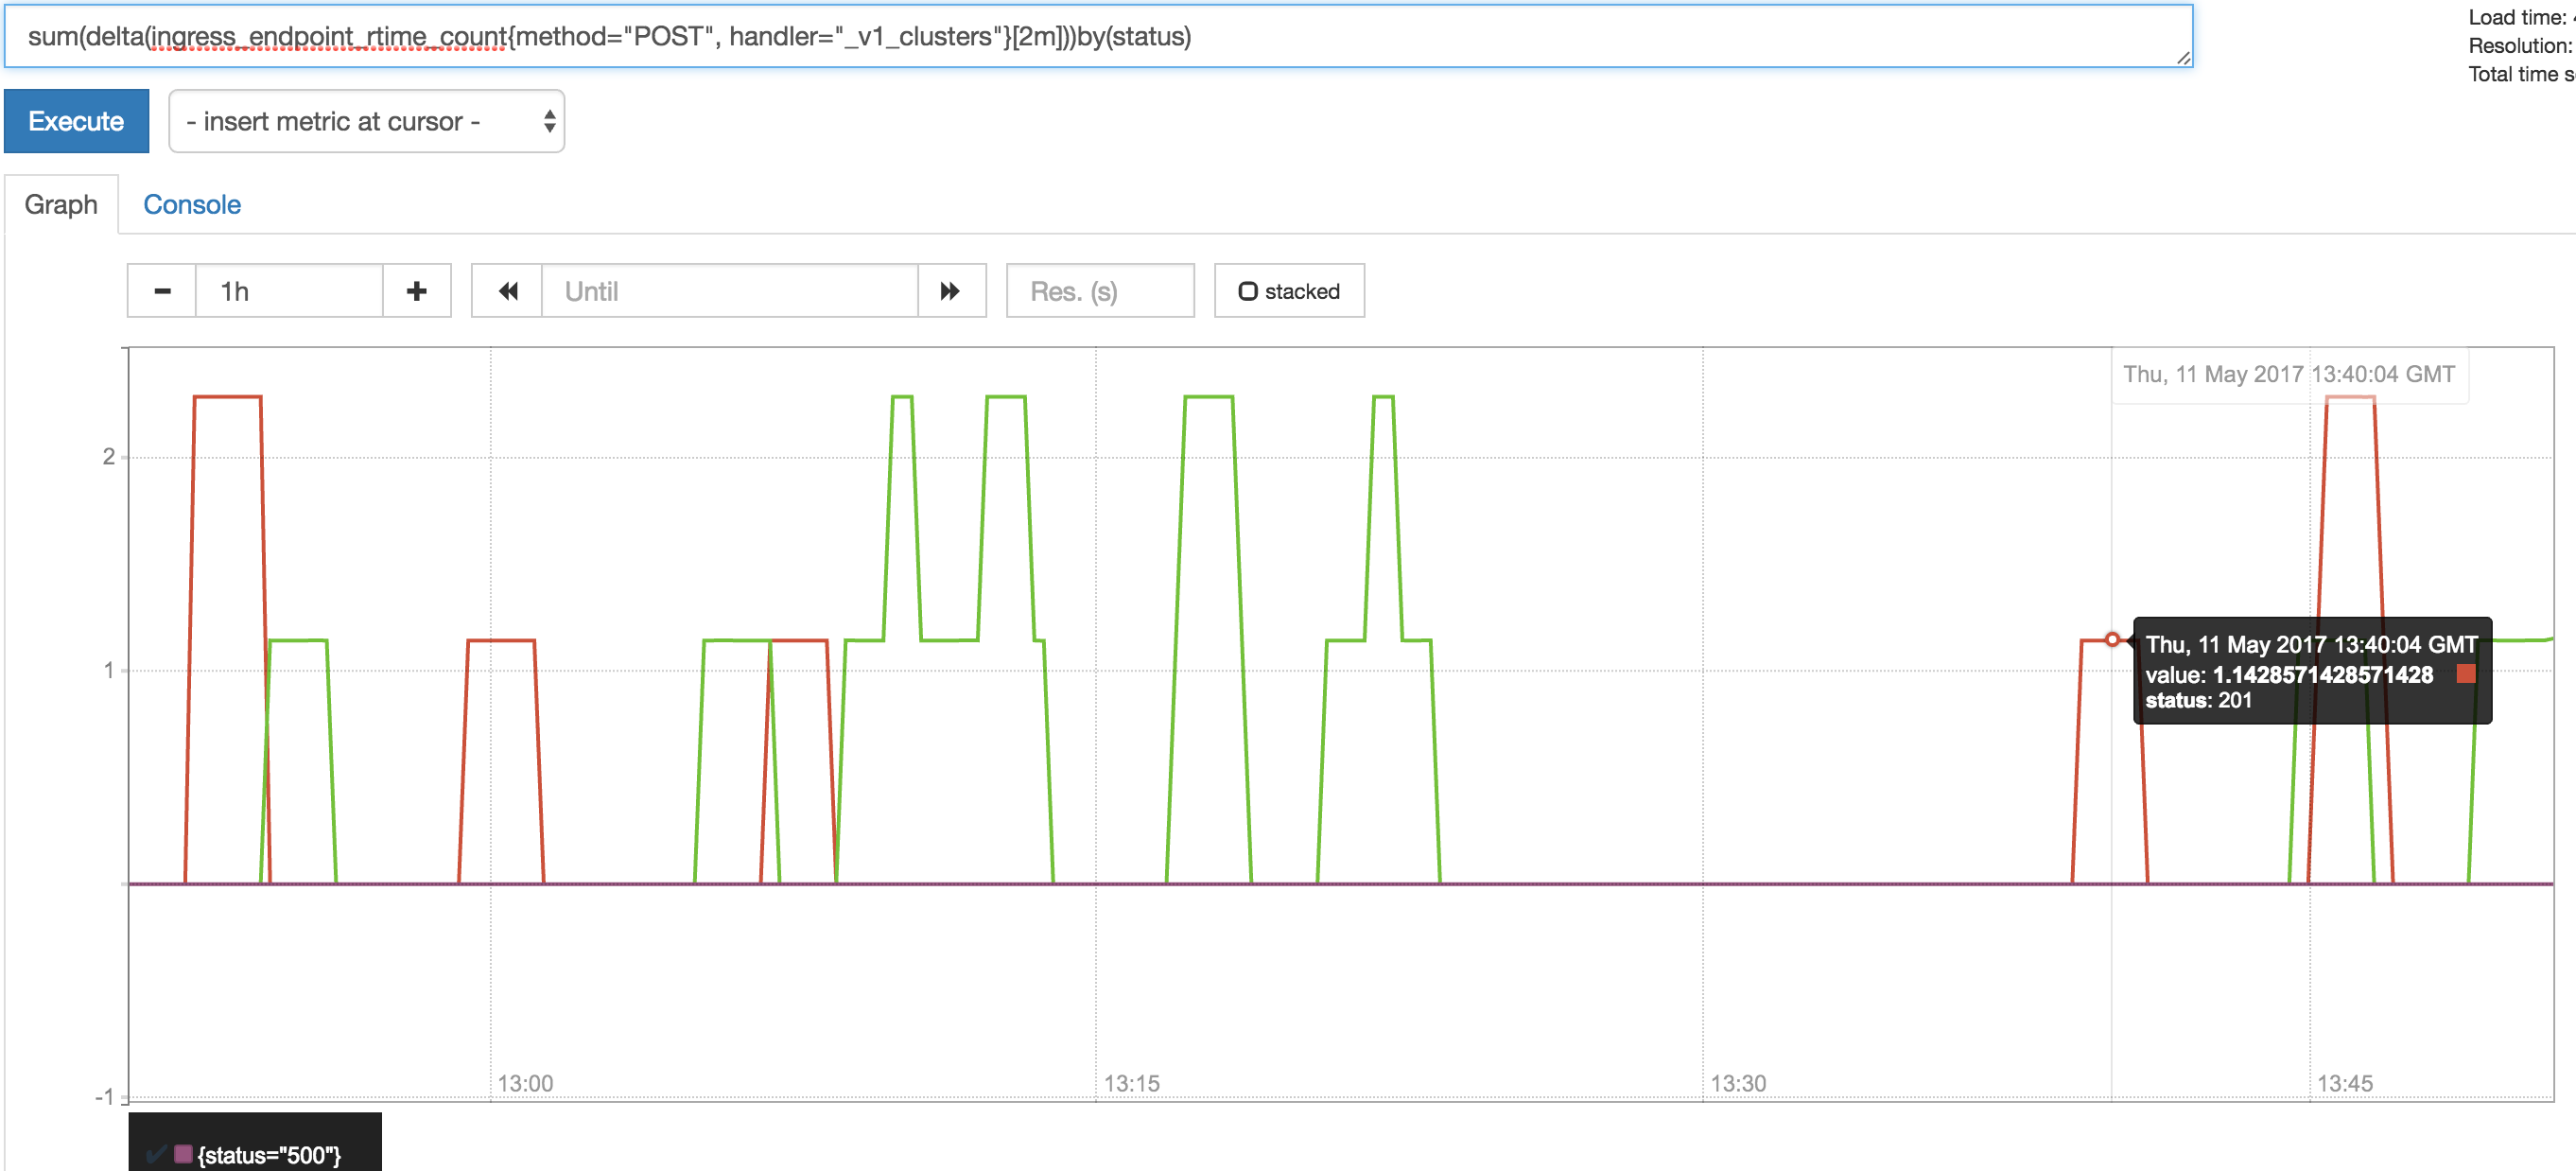 sum(delta(ingress_endpoint_rtime_count{method="POST", handler="_v1_clusters"}[2m]))by(status)
Load time:
Resolution:
Total time
Execute
- insert metric at cursor -
Graph
Console
1h
Until
Res. (s)
stacked
Thu, 11 May 2017 13:40:04 GMT
2
1
-1
Thu, 11 May 2017 13:40:04 GMT
value: 1.1428571428571428
status: 201
13:00
13:15
13:30
13:45
{status="500"}